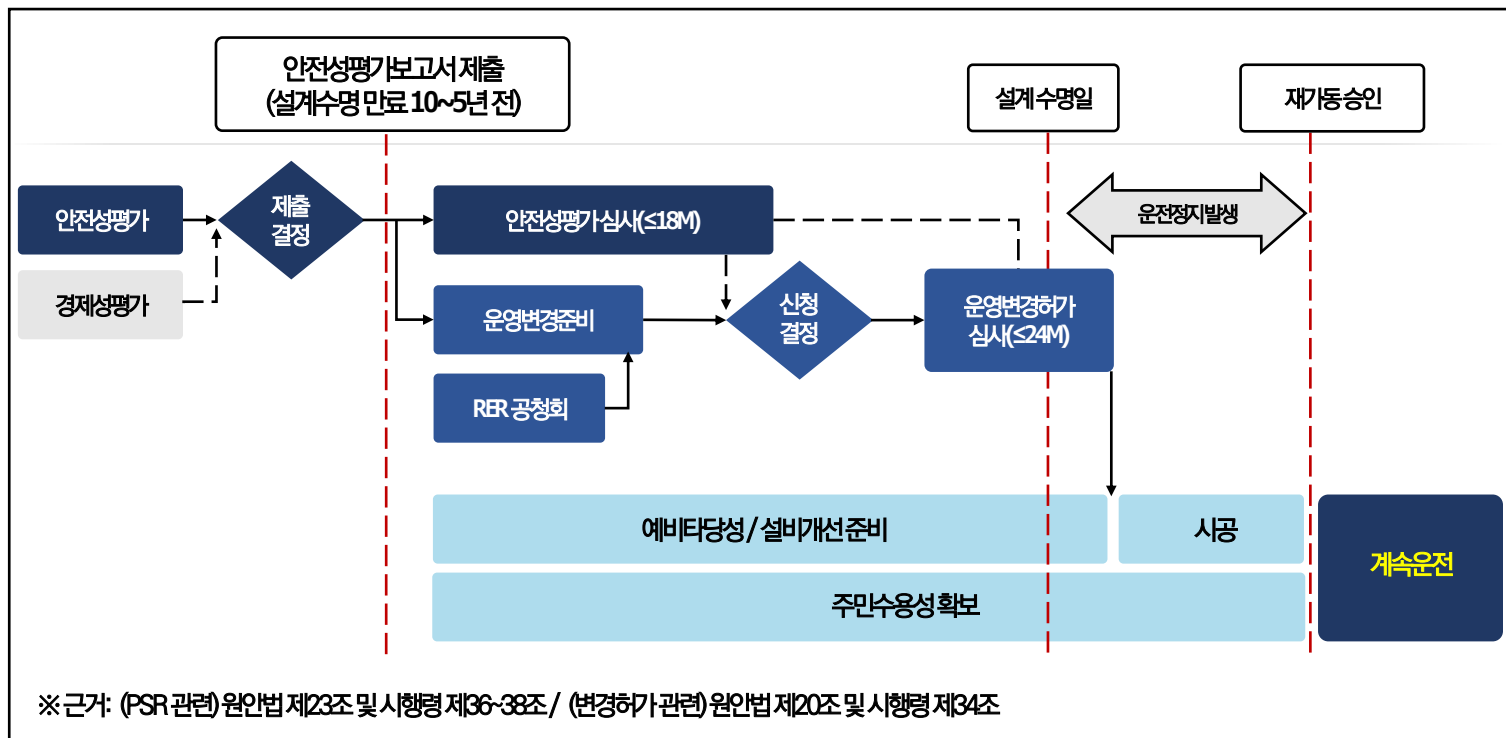 안전성평가보고서 제출
(설계수명 만료 10~5년 전)
설계 수명일
재가동 승인
안전성평가
제출
결정
안전성평가 심사(≤18M)
운전정지 발생
경제성평가
운영변경준비
신청
결정
운영변경허가
심사(≤24M)
RER 공청회
예비타당성 / 설비개선 준비
시공
계속운전
주민수용성 확보
※ 근거: (PSR 관련) 원안법 제23조 및 시행령 제36~38조 / (변경허가 관련) 원안법 제20조 및 시행령 제34조